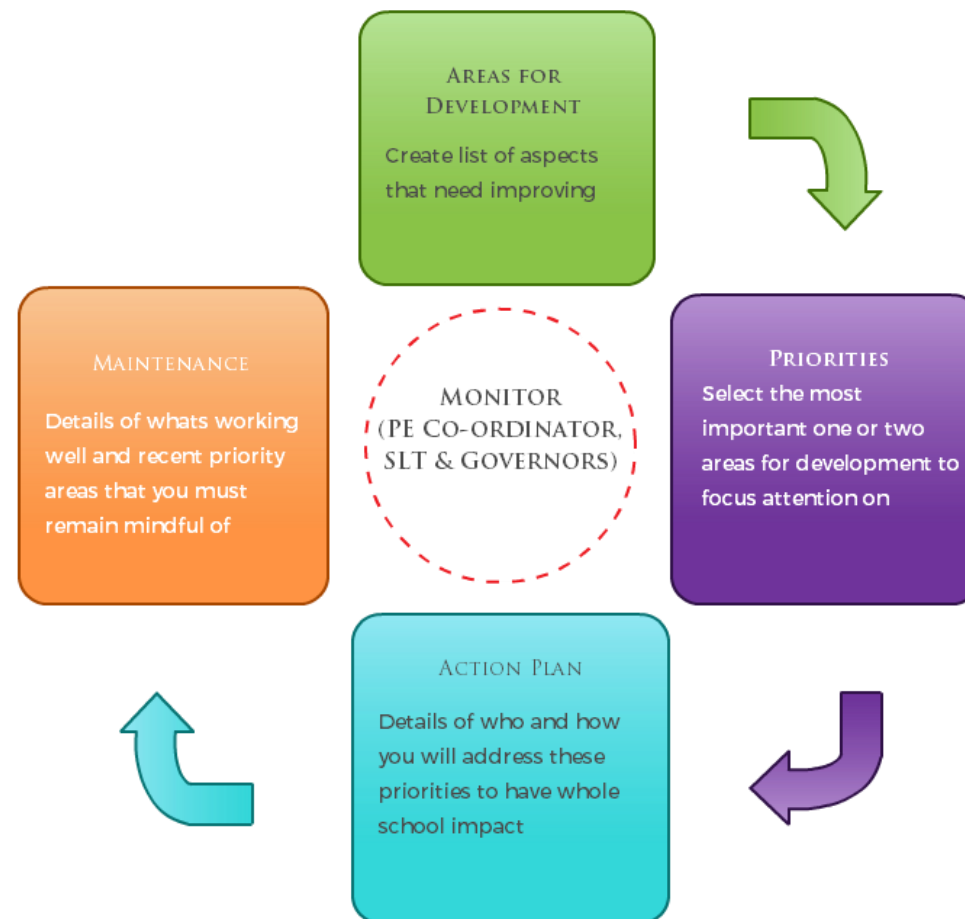 AREAS FOR
DEVELOPMENT
Create list of aspects
that need improving
PRIORITIES
Select the most
important one or two
areas for development to
focus attention on
ACTION PLAN
Details of who and how
you will address these
priorities to have whole
school impact
MAINTENANCE
Details of whats working
well and recent priority
areas that you must
remain mindful of
MONITOR
(PE CO-ORDINATOR,
SLT & GOVERNORS)